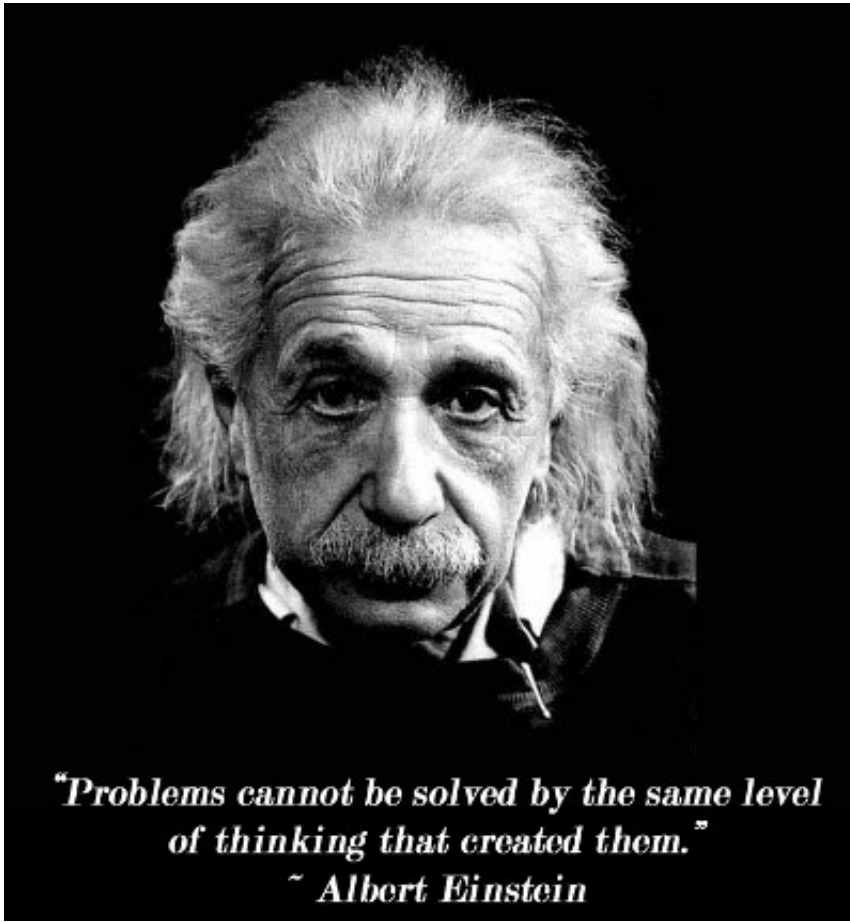 “Problems cannot be solved by the same level
of thinking that created them.”
~ Albert Einstein